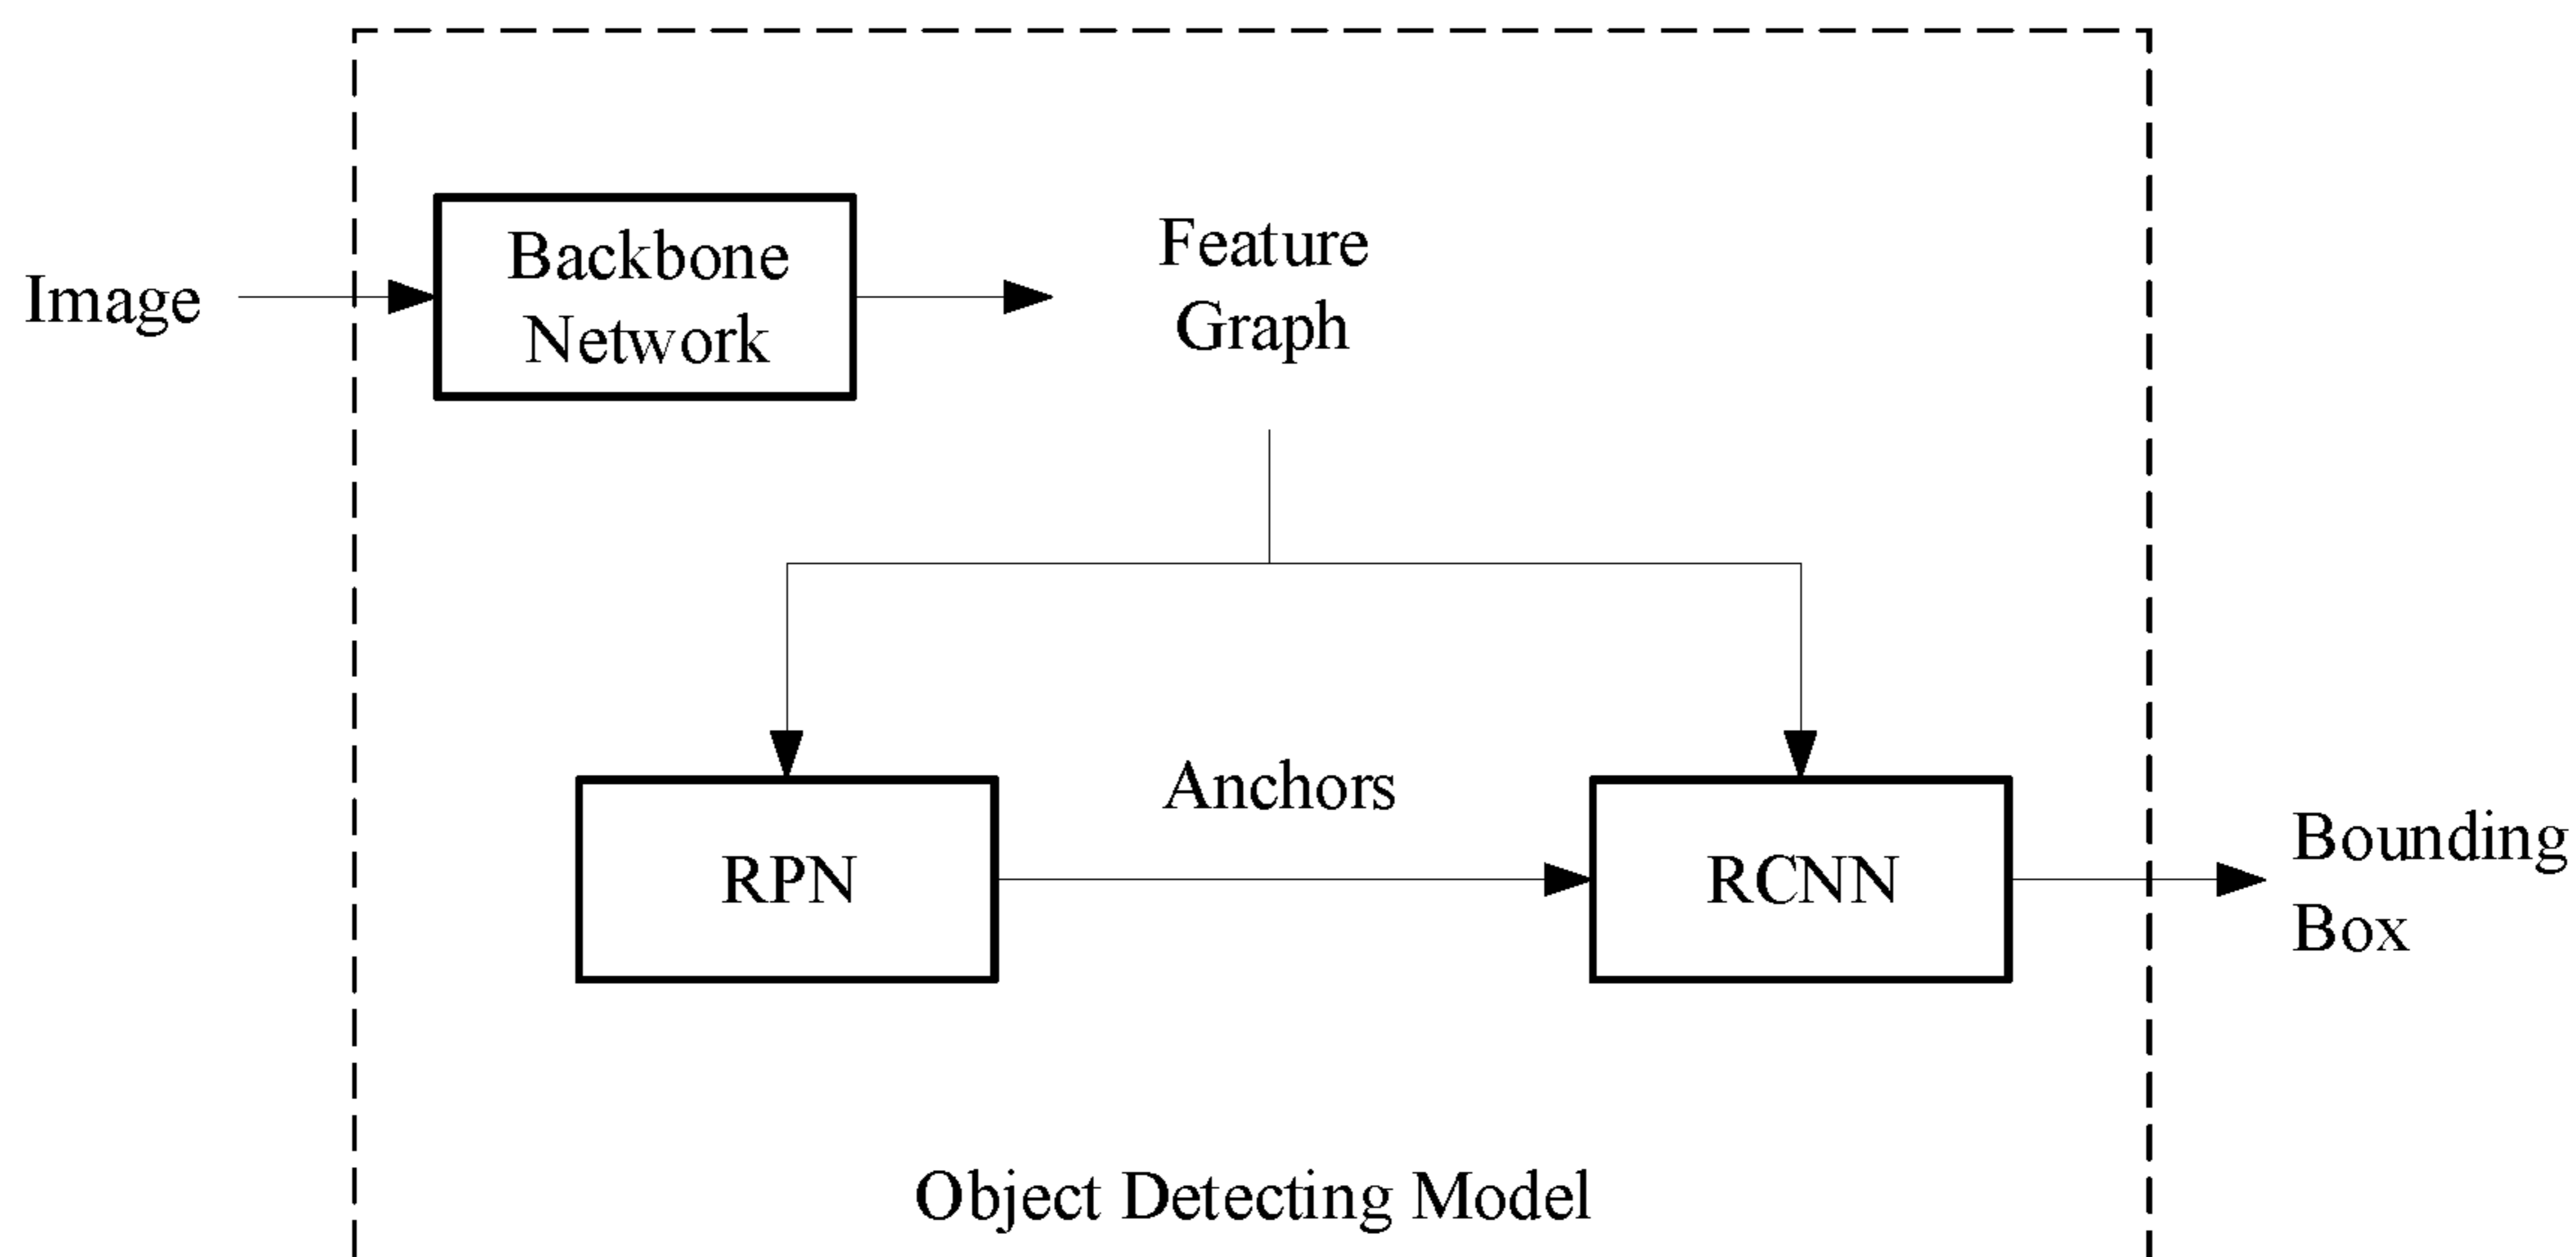 Image
Backbone
Network
Feature
Graph
Anchors
RPN
RCNN
Bounding
Box
Object Detecting Model